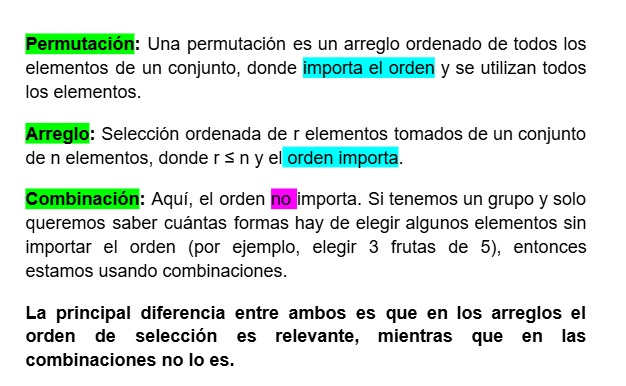 Permutación: Una permutación es un arreglo ordenado de todos los
elementos de un conjunto, donde importa el orden y se utilizan todos
los elementos.
Arreglo: Selección ordenada de r elementos tomados de un conjunto
de n elementos, donde r ≤ n y el orden importa.
Combinación: Aquí, el orden no importa. Si tenemos un grupo y solo
queremos saber cuántas formas hay de elegir algunos elementos sin
importar el orden (por ejemplo, elegir 3 frutas de 5), entonces
estamos usando combinaciones.
La principal diferencia entre ambos es que en los arreglos el
orden de selección es relevante, mientras que en las
combinaciones no lo es.